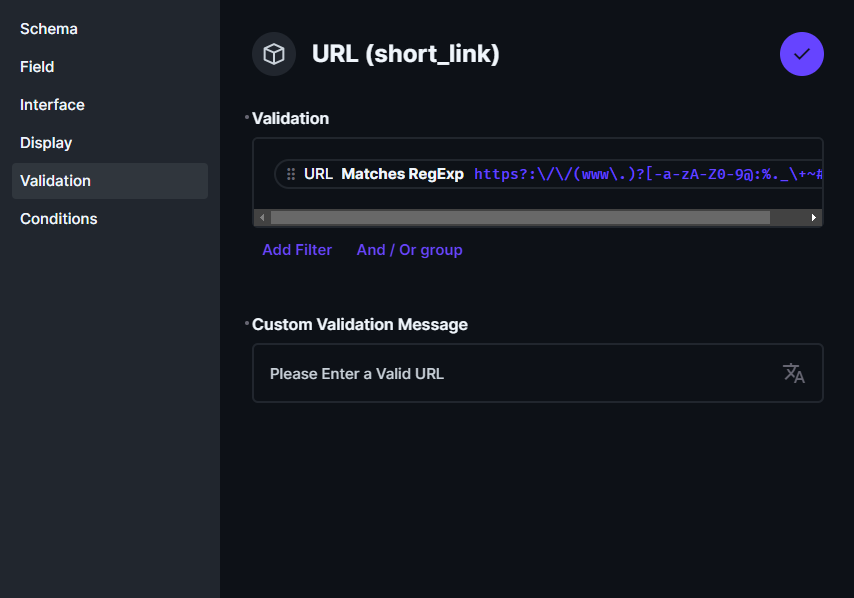 Schema
Field
Interface
Display
Validation
Conditions
URL (short_link)
Validation
URL Matches RegExp https?:\/\/(www\.)?[-a-zA-Z0-9@:%._\+~#
Add Filter And / Or group
Custom Validation Message
Please Enter a Valid URL